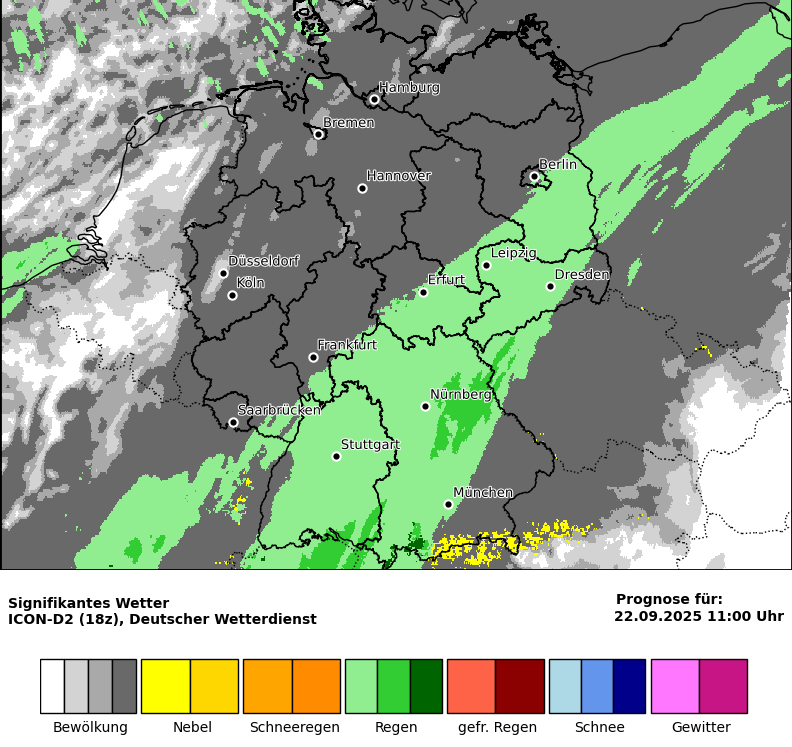 Hamburg
Bremen
Berlin
Hannover
Leipzig
Düsseldorf
Dresden
Köln
Erfurt
Frankfurt
Nürnberg
Saarbrücken
Stuttgart
München
Signifikantes Wetter
ICON-D2 (18z), Deutscher Wetterdienst
Prognose für:
22.09.2025 11:00 Uhr
Bewölkung Nebel Schneeregen Regen gefr. Regen Schnee Gewitter